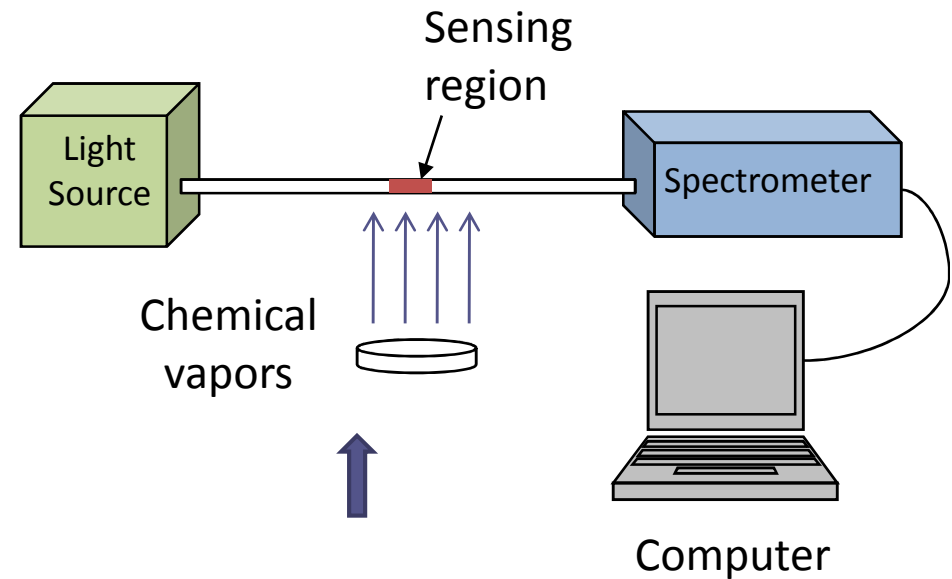 Sensing
region
Light
Source
Spectrometer
Chemical
vapors
Computer